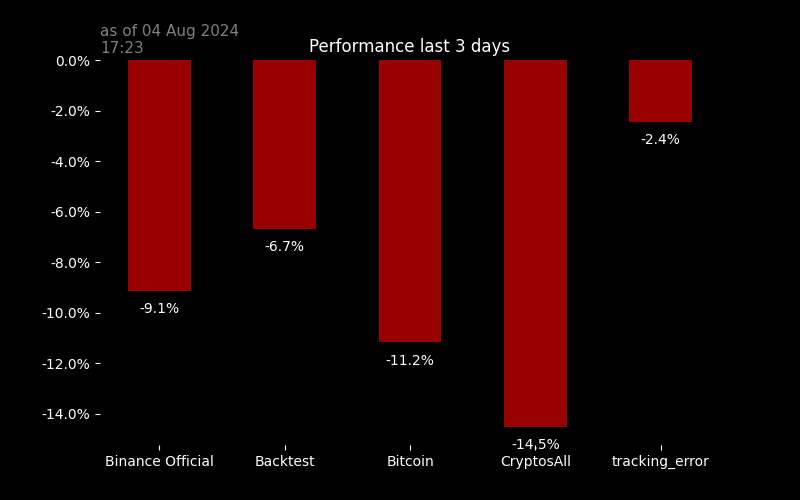 as of 04 Aug 2024
17:23
Performance last 3 days
0.0%
-2.0%
-4.0%
-6.0%
-8.0%
-10.0%
-12.0%
-14.0%
-9.1%
-6.7%
-11.2%
-14.5%
-2.4%
Binance Official
Backtest
Bitcoin
CryptosAll
tracking_error